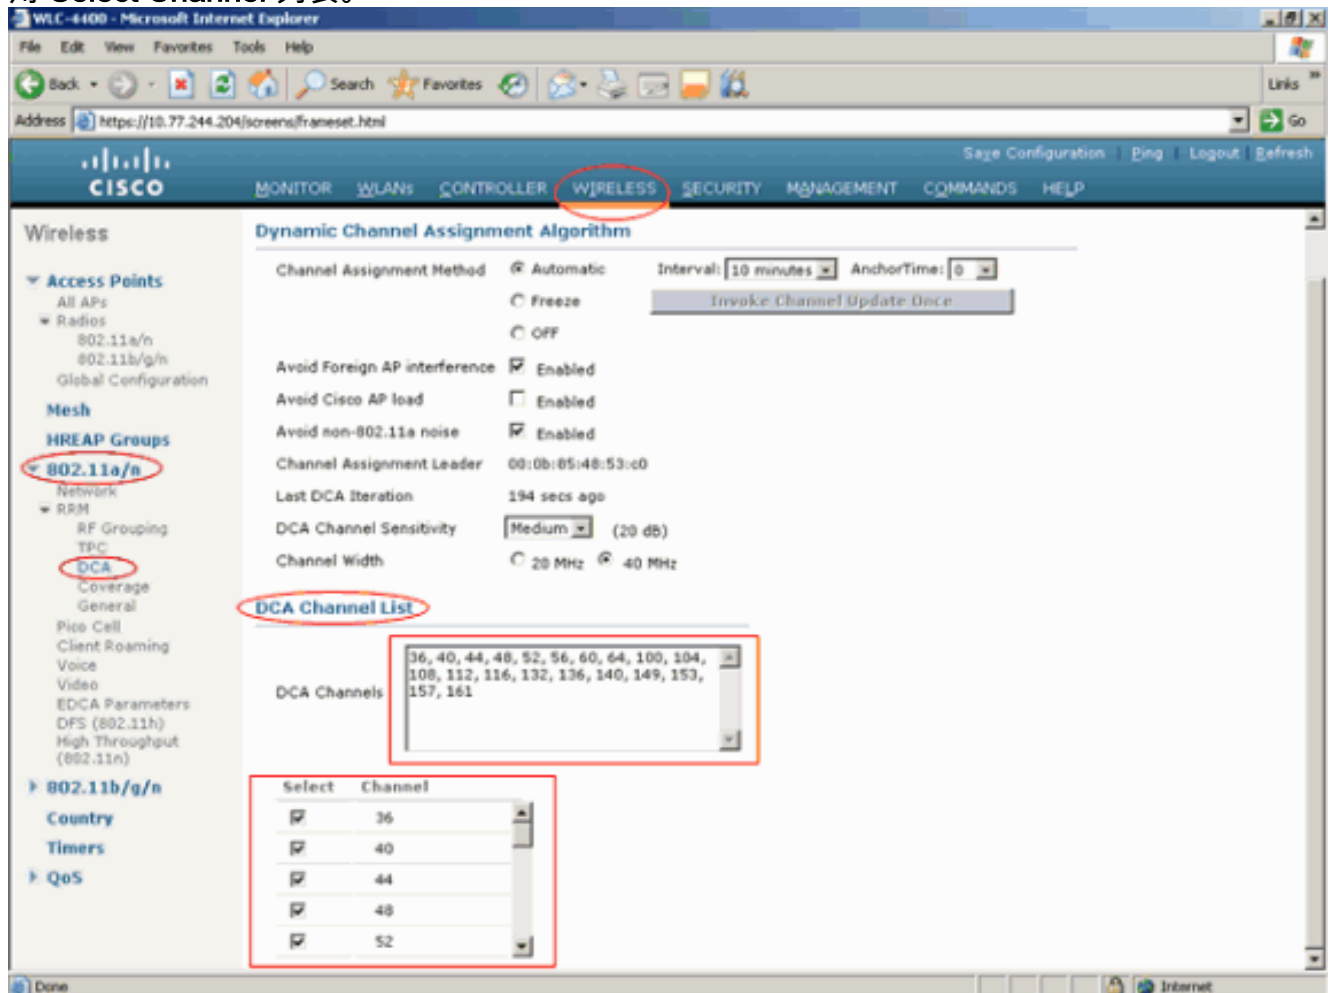 WLC-4400 - Microsoft Internet Explorer
File Edit View Favorites Tools Help
Back Search Favorites Links
Address https://10.77.244.204/screens/frameset.html Go
Save Configuration Ping Logout Refresh
CISCO MONITOR WLANs CONTROLLER WIRELESS SECURITY MANAGEMENT COMMANDS HELP
Wireless
Access Points
All APs
Radios
802.11a/n
802.11b/g/n
Global Configuration
Mesh
HREAP Groups
802.11a/n
Network
RRM
RF Grouping
TPC
DCA
Coverage
General
Pico Cell
Client Roaming
Voice
Video
EDCA Parameters
DFS (802.11h)
High Throughput
(802.11n)
802.11b/g/n
Country
Timers
QoS
Dynamic Channel Assignment Algorithm
Channel Assignment Method Automatic Interval: 10 minutes AnchorTime: 0
Freeze Invoke Channel Update Once
OFF
Avoid Foreign AP interference Enabled
Avoid Cisco AP load Enabled
Avoid non-802.11a noise Enabled
Channel Assignment Leader 00:0b:85:48:53:c0
Last DCA Iteration 194 secs ago
DCA Channel Sensitivity Medium (20 dB)
Channel Width 20 MHz 40 MHz
DCA Channel List
DCA Channels
36, 40, 44, 48, 52, 56, 60, 64, 100, 104,
108, 112, 116, 132, 136, 140, 149, 153,
157, 161
Select Channel
36
40
44
48
52
Done Internet